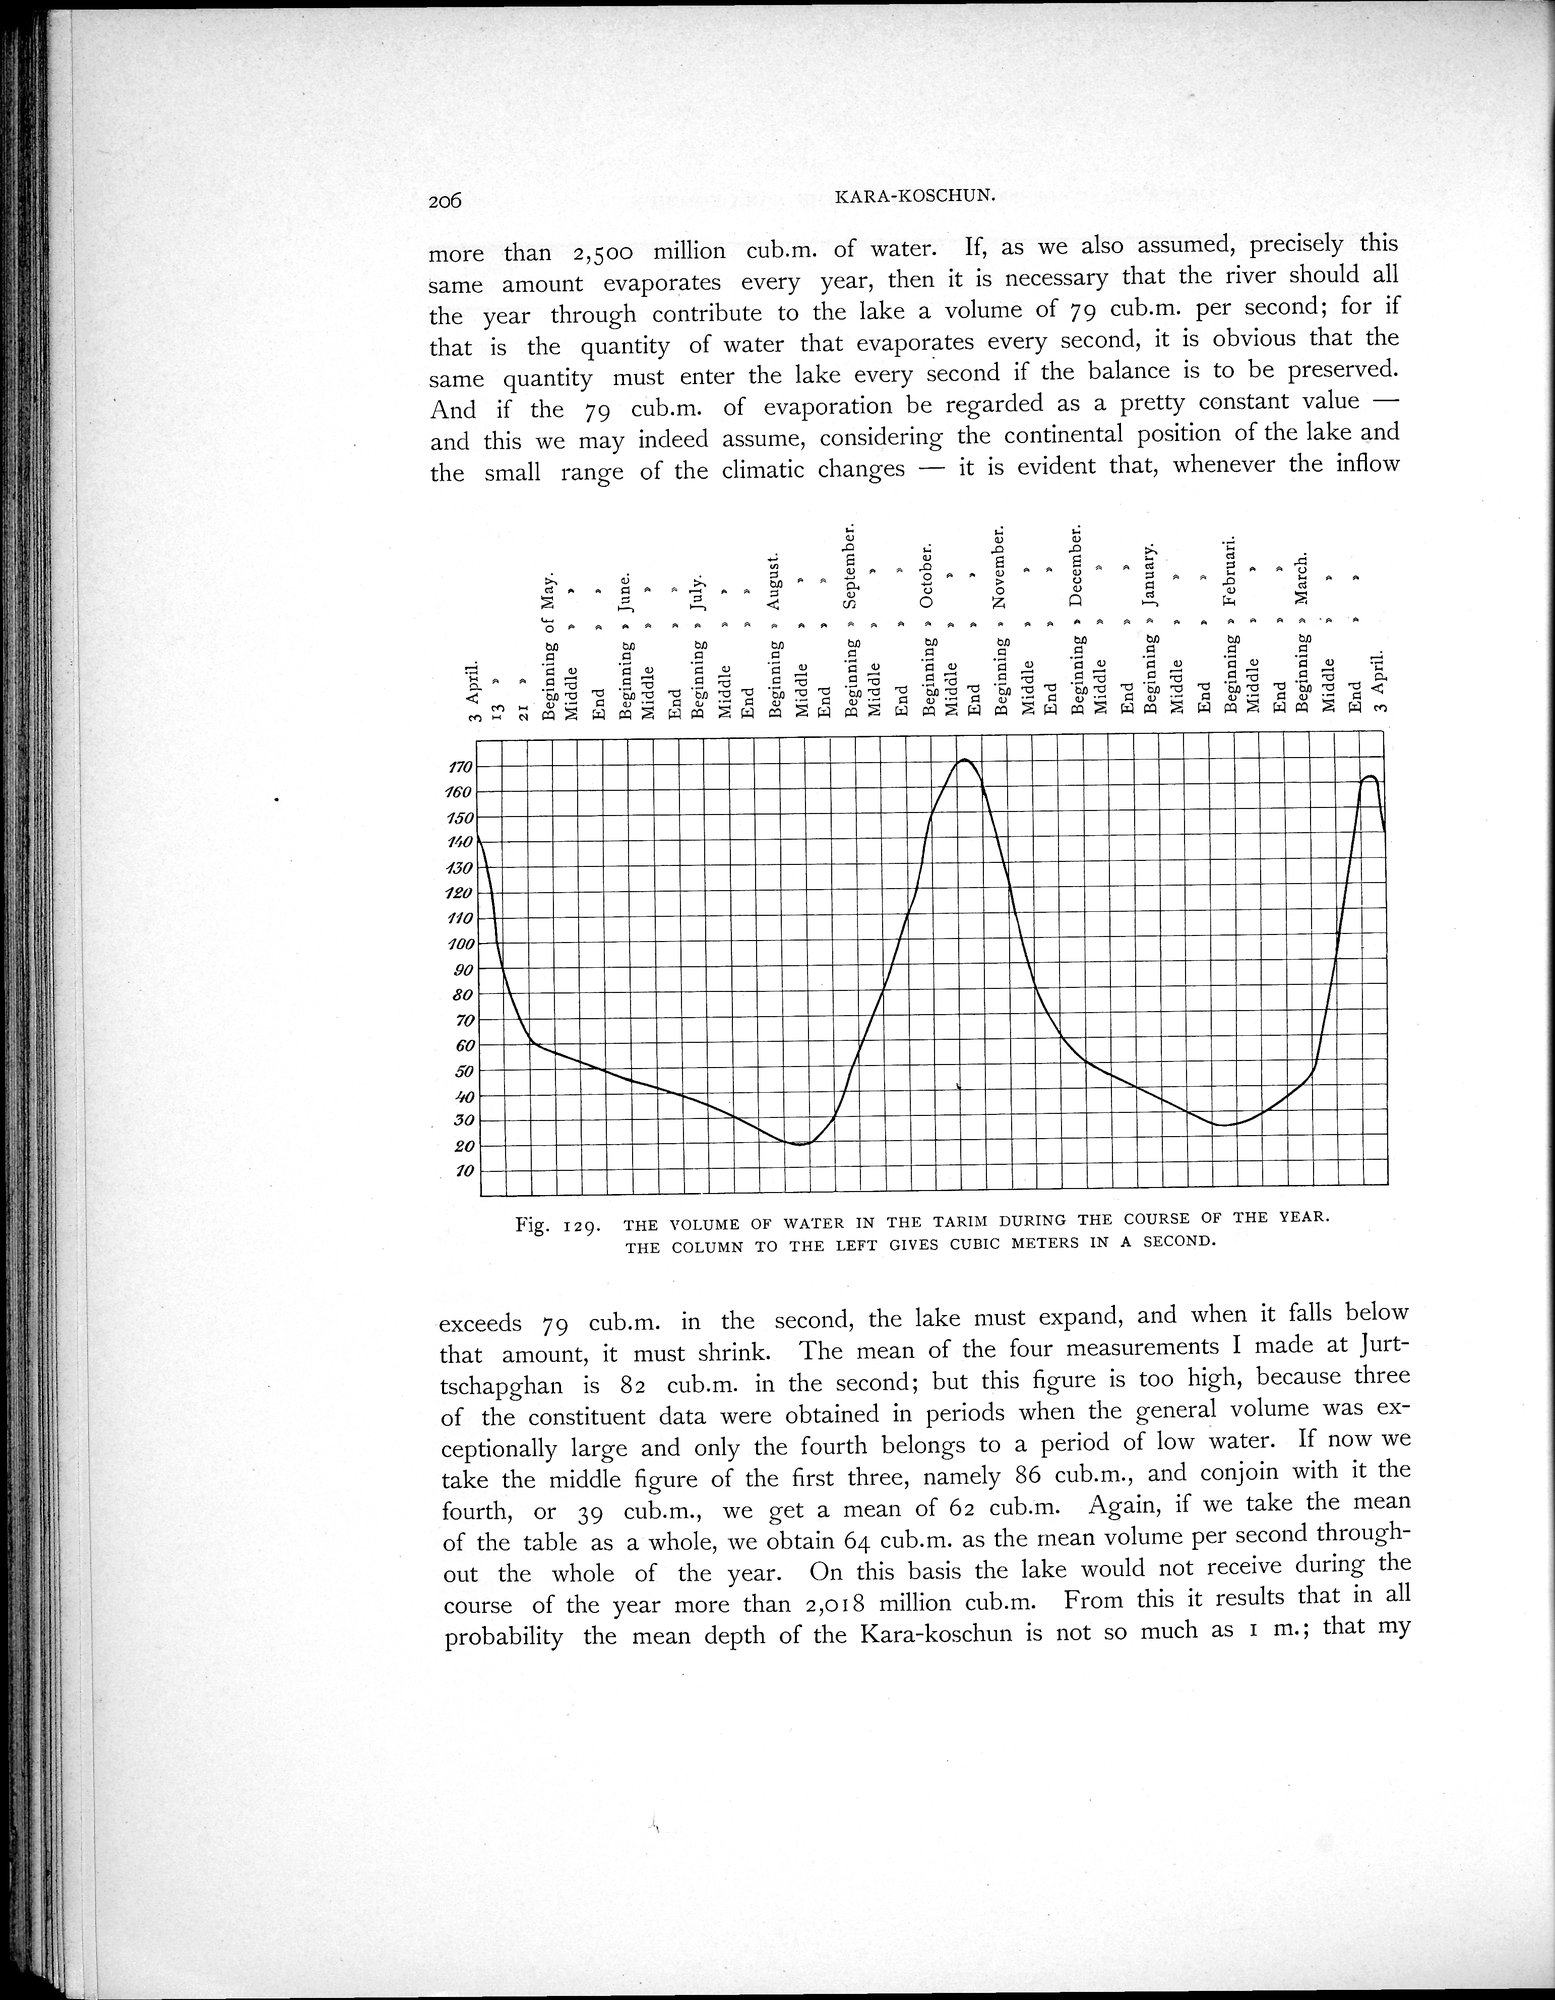 206
KARA-KOSCHUN.
more than 2,500 million cub.m. of water. If, as we also assumed, precisely this
same amount evaporates every year, then it is necessary that the river should all
the year through contribute to the lake a volume of 79 cub.m. per second; for if
that is the quantity of water that evaporates every second, it is obvious that the
same quantity must enter the lake every second if the balance is to be preserved.
And if the 79 cub.m. of evaporation be regarded as a pretty constant value —
and this we may indeed assume, considering the continental position of the lake and
the small range of the climatic changes — it is evident that, whenever the inflow
3 April.
13 »
21 »
Beginning of May.
Middle » »
End » »
Beginning » June.
Middle » »
End » »
Beginning » July.
Middle » »
End » »
Beginning » August.
Middle » »
End » »
Beginning » September.
Middle » »
End » »
Beginning » October.
Middle » »
End » »
Beginning » November.
Middle » »
End » »
Beginning » December.
Middle » »
End » »
Beginning » January.
Middle » »
End » »
Beginning » Februari.
Middle » »
End » »
Beginning » March.
Middle » »
End » »
3 April.
170
160
150
140
130
120
110
100
90
80
70
60
50
40
30
20
10
Fig. 129. THE VOLUME OF WATER IN THE TARIM DURING THE COURSE OF THE YEAR.
THE COLUMN TO THE LEFT GIVES CUBIC METERS IN A SECOND.
exceeds 79 cub.m. in the second, the lake must expand, and when it falls below
that amount, it must shrink. The mean of the four measurements I made at Jurt-
tschapghan is 82 cub.m. in the second; but this figure is too high, because three
of the constituent data were obtained in periods when the general volume was ex-
ceptionally large and only the fourth belongs to a period of low water. If now we
take the middle figure of the first three, namely 86 cub.m., and conjoin with it the
fourth, or 39 cub.m., we get a mean of 62 cub.m. Again, if we take the mean
of the table as a whole, we obtain 64 cub.m. as the mean volume per second through-
out the whole of the year. On this basis the lake would not receive during the
course of the year more than 2,018 million cub.m. From this it results that in all
probability the mean depth of the Kara-koschun is not so much as 1 m.; that my